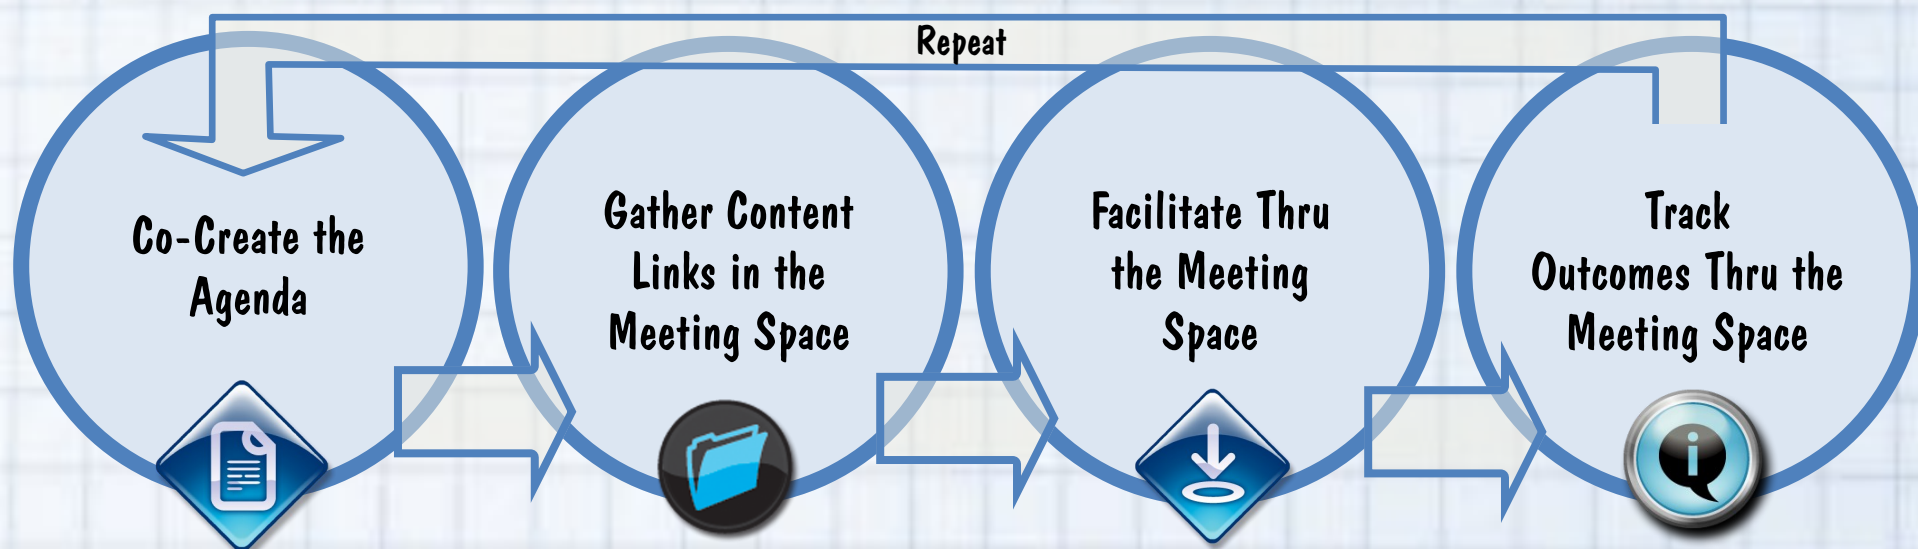 Repeat
Co-Create the
Agenda
Gather Content
Links in the
Meeting Space
Facilitate Thru
the Meeting
Space
Track
Outcomes Thru the
Meeting Space
i